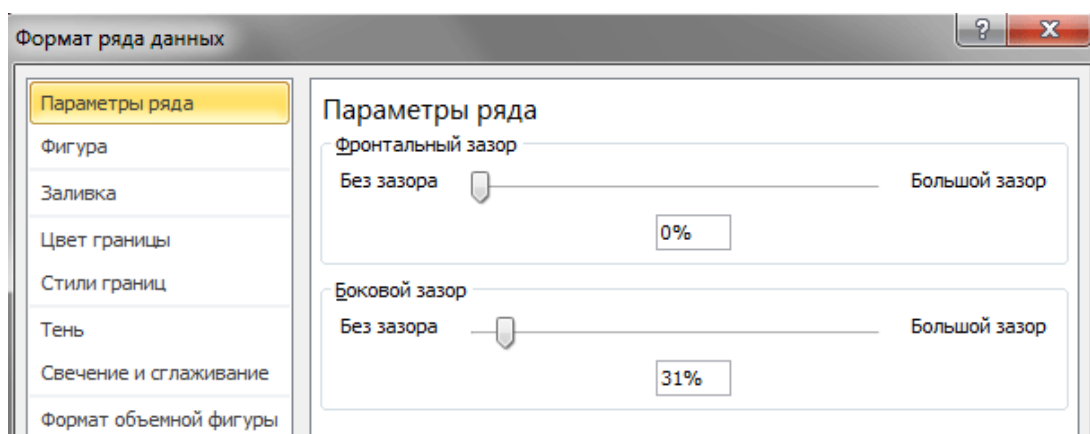 Формат ряда данных
Параметры ряда
Фигура
Заливка
Цвет границы
Стили границ
Тень
Свечение и сглаживание
Формат объемной фигуры
Параметры ряда
Фронтальный зазор
Без зазора Большой зазор
0%
Боковой зазор
Без зазора Большой зазор
31%